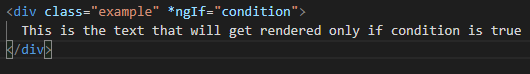 <div class="example" *ngIf="condition">
  This is the text that will get rendered only if condition is true
</div>